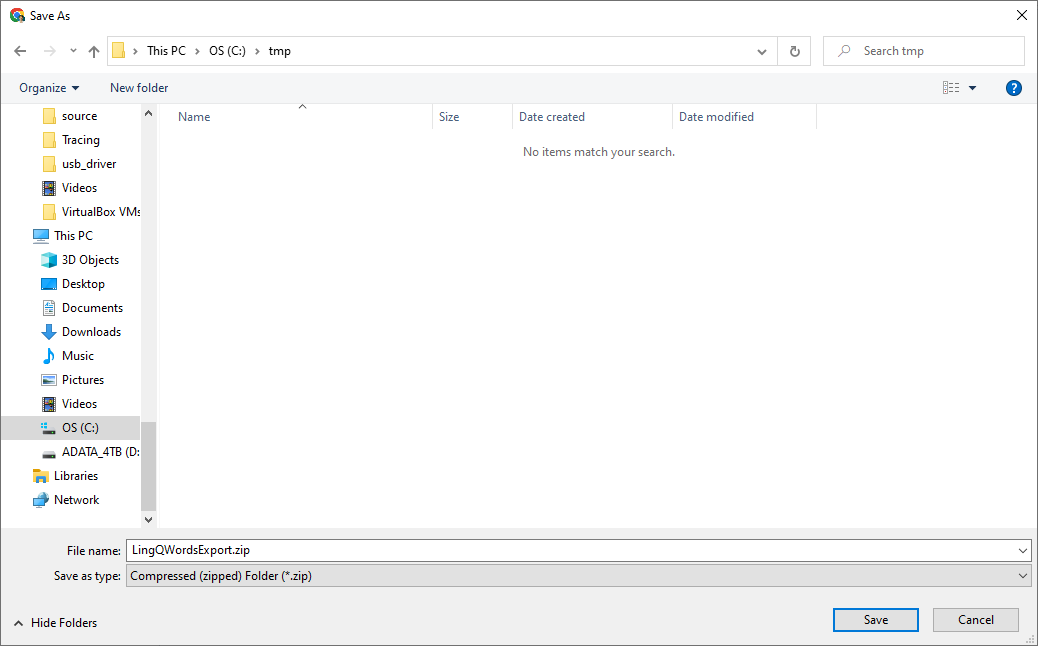 Save As
This PC > OS (C:) > tmp
Search tmp
Organize
New folder
?
Name
Size
Date created
Date modified
No items match your search.
source
Tracing
usb_driver
Videos
VirtualBox VMs
This PC
3D Objects
Desktop
Documents
Downloads
Music
Pictures
Videos
OS (C:)
ADATA_4TB (D:
Libraries
Network
File name: LingQWordsExport.zip
Save as type: Compressed (zipped) Folder (*.zip)
Hide Folders
Save
Cancel